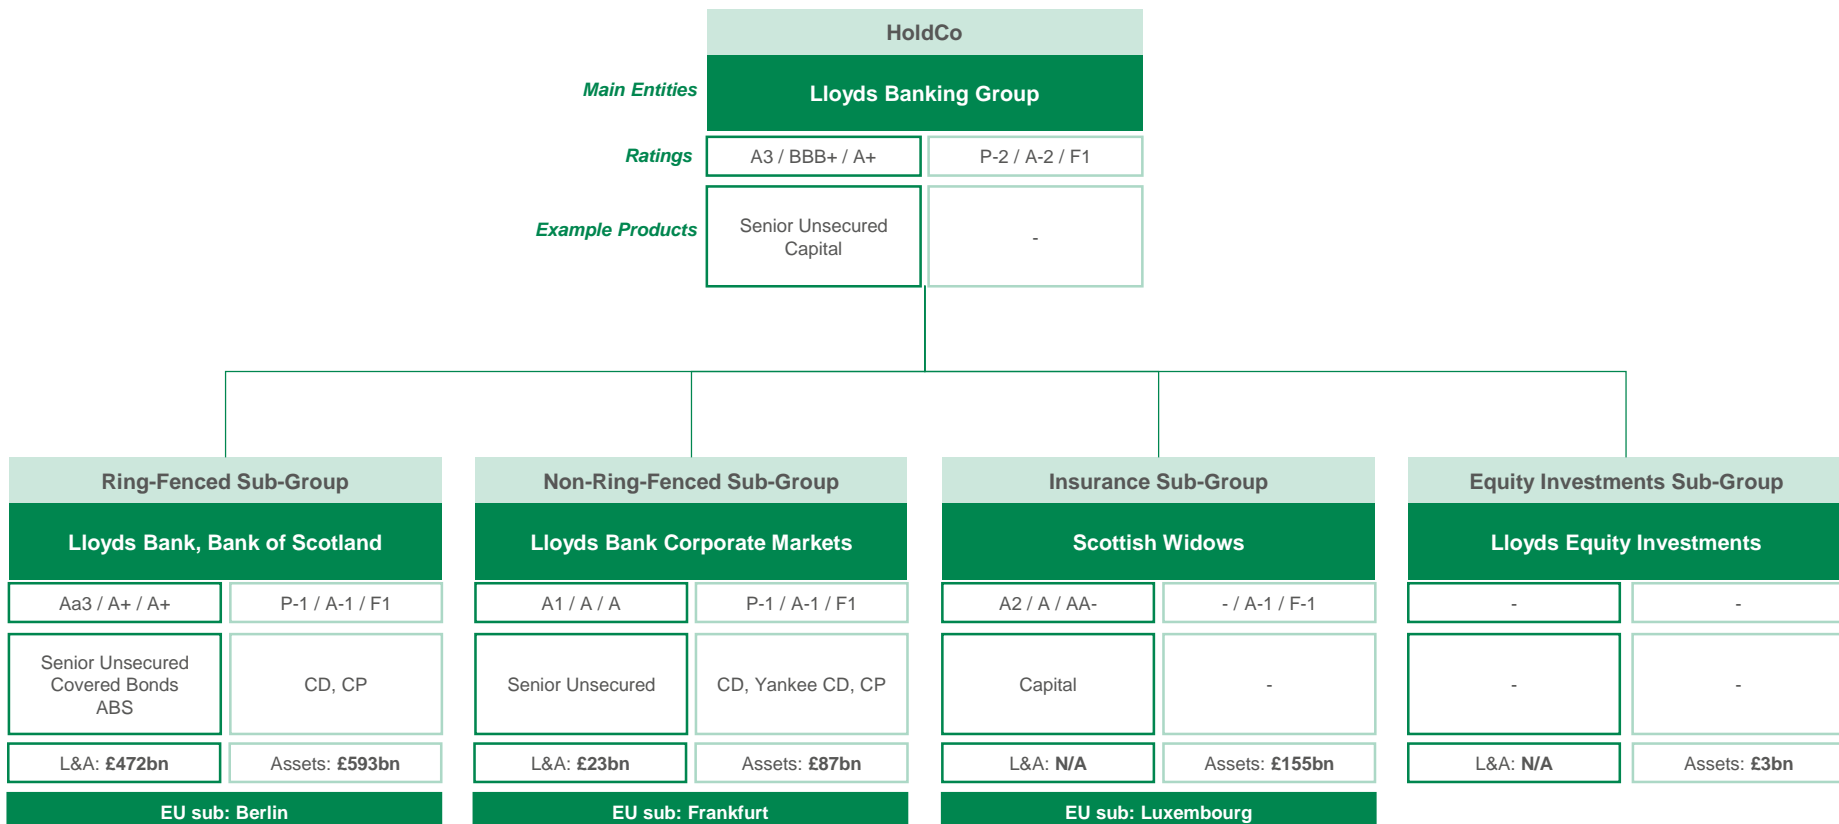 HoldCo
Main Entities
Lloyds Banking Group
Ratings
A3 / BBB+ / A+
P-2 / A-2 / F1
Example Products
Senior Unsecured
Capital
-
Ring-Fenced Sub-Group
Lloyds Bank, Bank of Scotland
Aa3 / A+ / A+
P-1 / A-1 / F1
Senior Unsecured
Covered Bonds
ABS
CD, CP
L&A: £472bn
Assets: £593bn
EU sub: Berlin
Non-Ring-Fenced Sub-Group
Lloyds Bank Corporate Markets
A1 / A / A
P-1 / A-1 / F1
Senior Unsecured
CD, Yankee CD, CP
L&A: £23bn
Assets: £87bn
EU sub: Frankfurt
Insurance Sub-Group
Scottish Widows
A2 / A / AA-
- / A-1 / F-1
Capital
-
L&A: N/A
Assets: £155bn
EU sub: Luxembourg
Equity Investments Sub-Group
Lloyds Equity Investments
-
-
-
-
L&A: N/A
Assets: £3bn